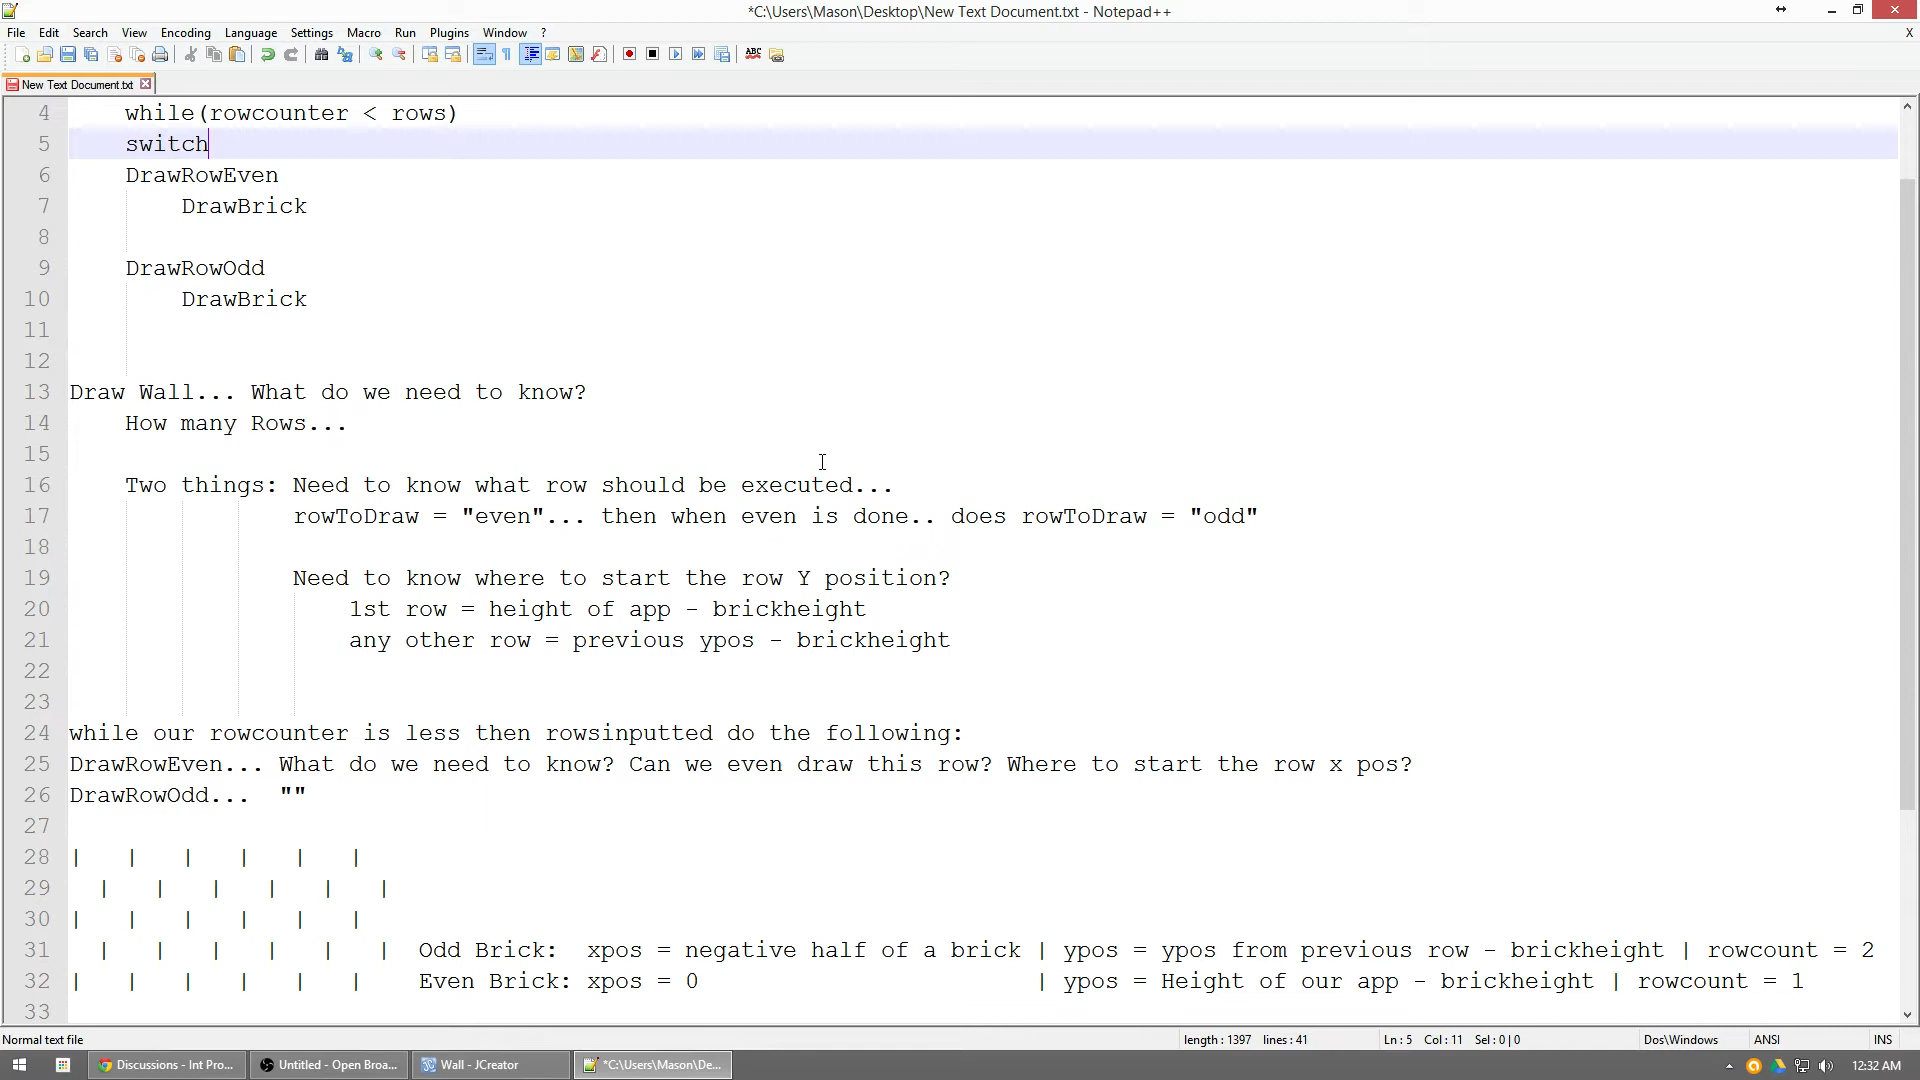 *C:\Users\Mason\Desktop\New Text Document.txt - Notepad++
File Edit Search View Encoding Language Settings Macro Run Plugins Window ? X
ABC
New Text Document.txt
4 while(rowcounter < rows)
5 switch
6 DrawRowEven
7 DrawBrick
8
9 DrawRowOdd
10 DrawBrick
11
12
13 Draw Wall... What do we need to know?
14 How many Rows...
15
16 Two things: Need to know what row should be executed...
17 rowToDraw = "even"... then when even is done.. does rowToDraw = "odd"
18
19 Need to know where to start the row Y position?
20 1st row = height of app - brickheight
21 any other row = previous ypos - brickheight
22
23
24 while our rowcounter is less then rowsinputted do the following:
25 DrawRowEven... What do we need to know? Can we even draw this row? Where to start the row x pos?
26 DrawRowOdd... ""
27
28 | | | | | |
29 | | | | | |
30 | | | | | |
31 | | | | | | Odd Brick: xpos = negative half of a brick | ypos = ypos from previous row - brickheight | rowcount = 2
32 | | | | | | Even Brick: xpos = 0 | ypos = Height of our app - brickheight | rowcount = 1
33
Normal text file length : 1397 lines : 41 Ln : 5 Col : 11 Sel : 0 | 0 Dos\Windows ANSI INS
Discussions - Int Pro... Untitled - Open Broa... Wall - JCreator *C:\Users\Mason\De... 12:32 AM